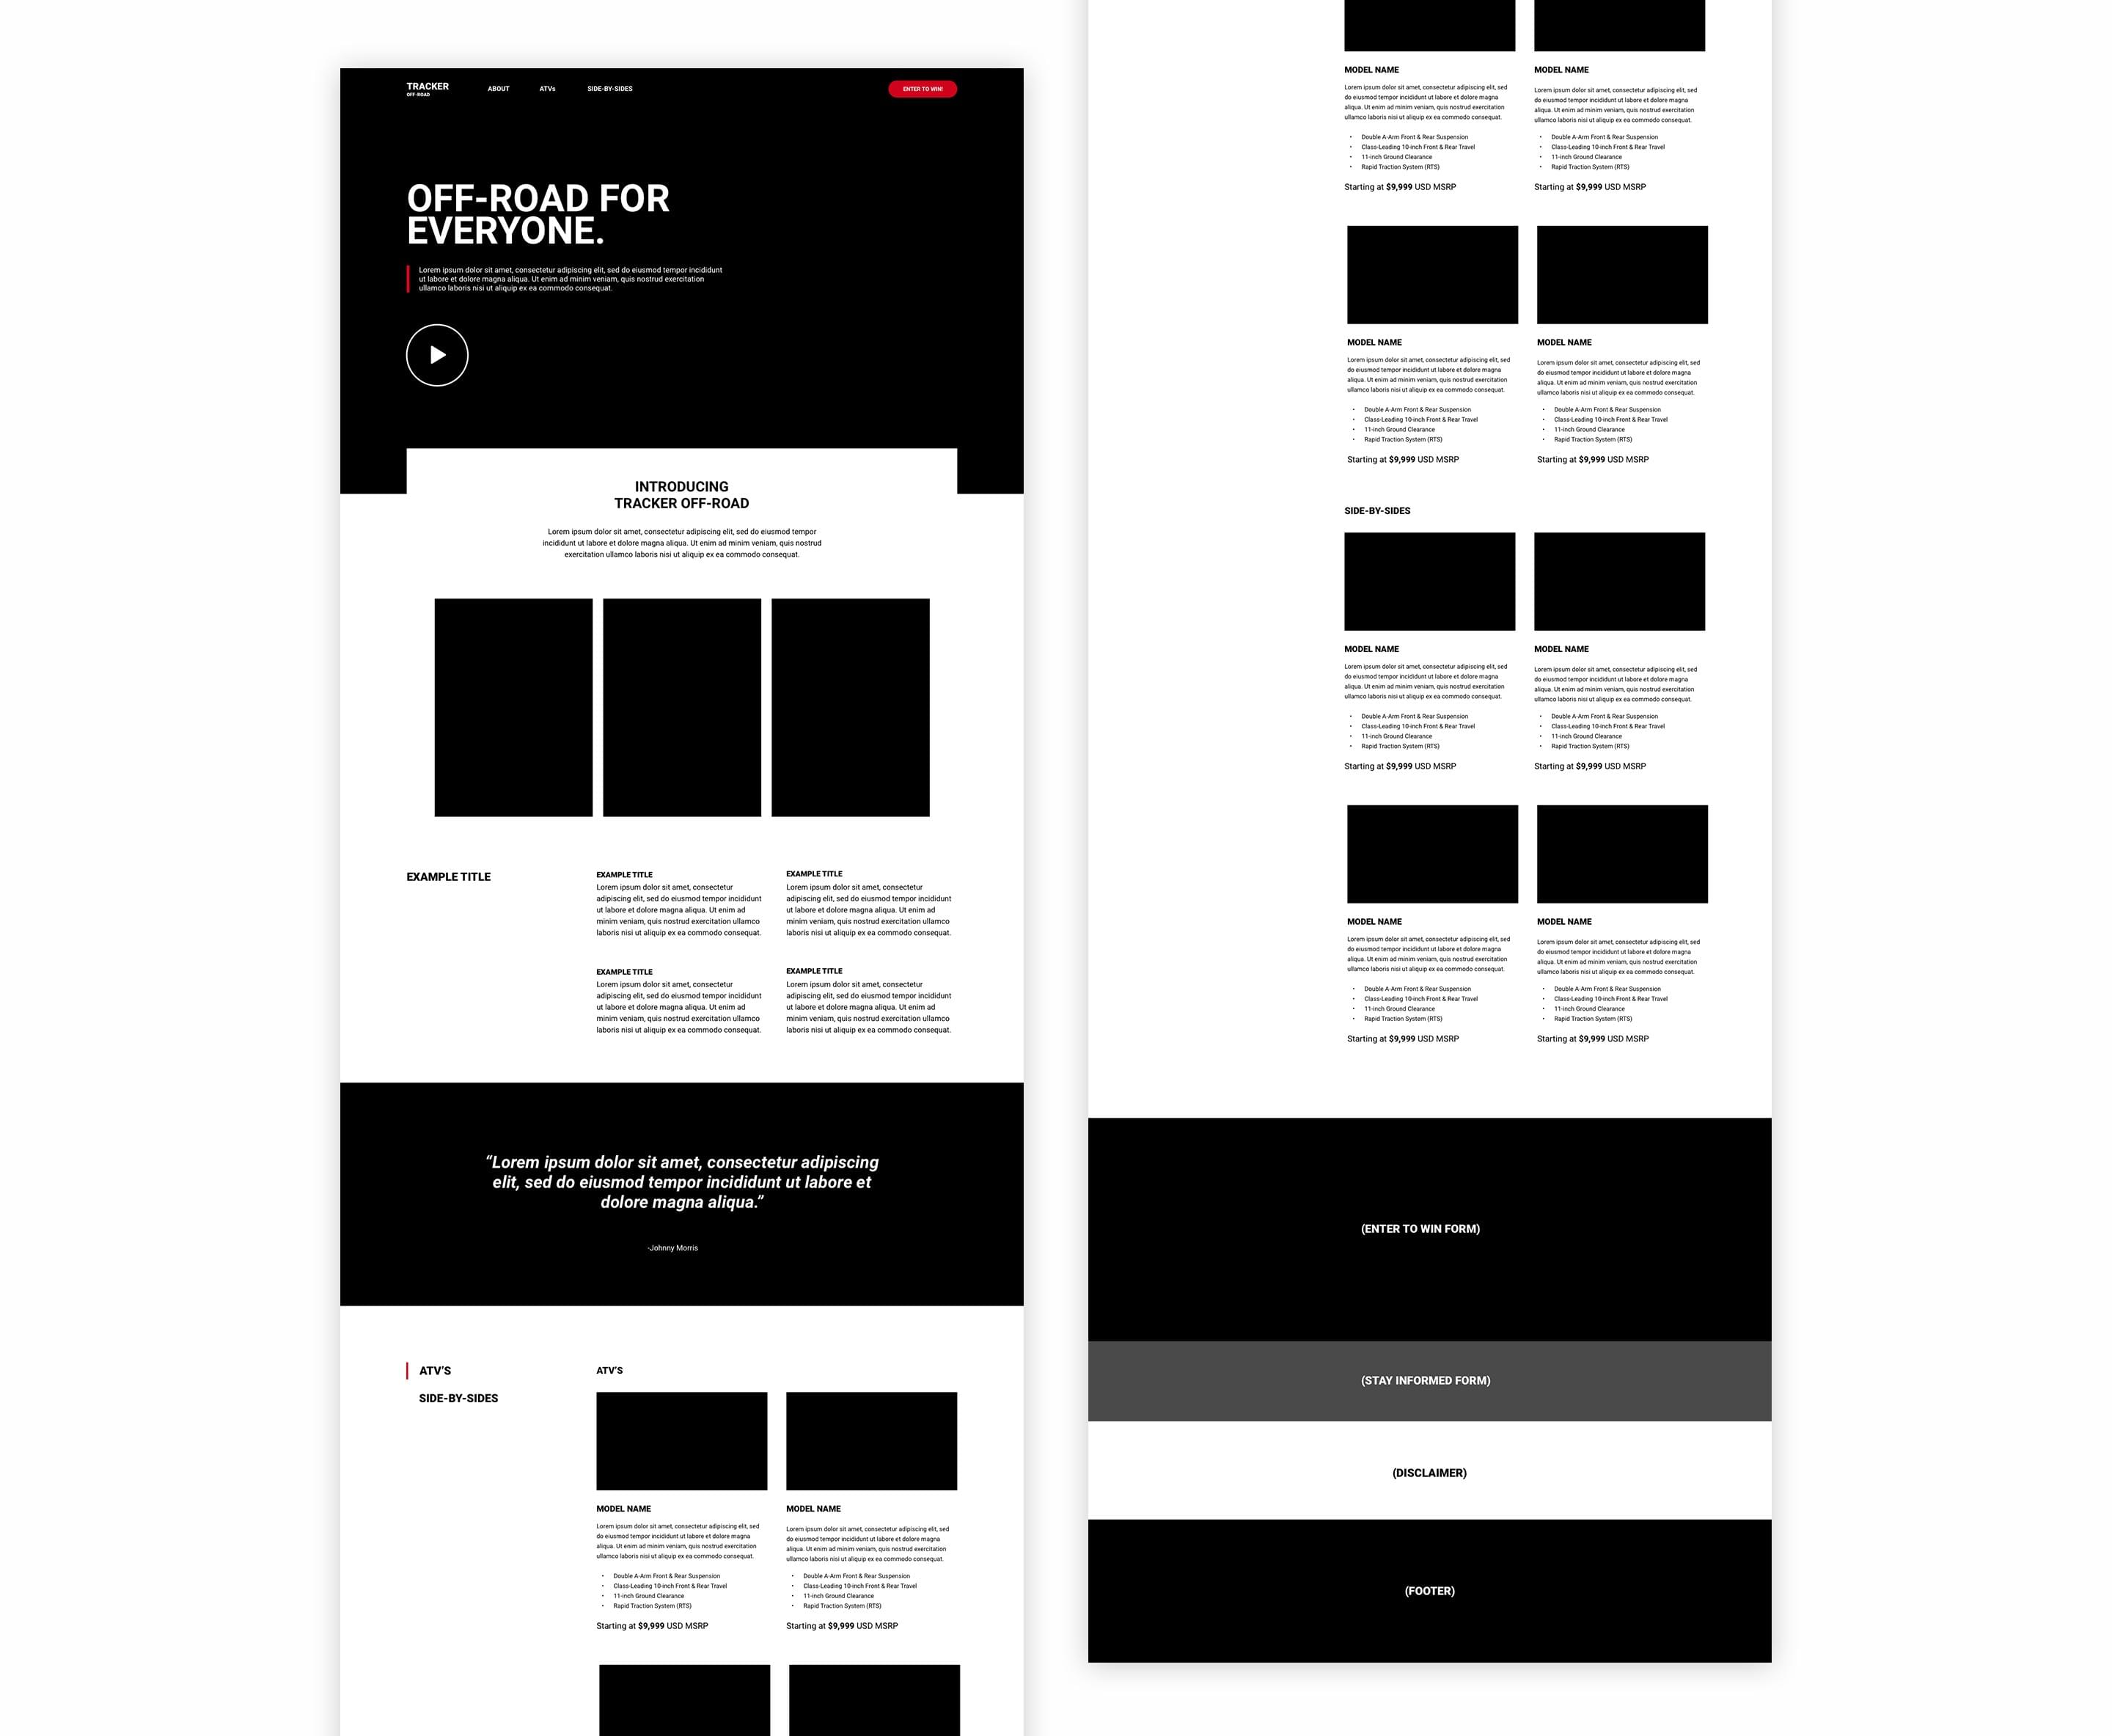 TRACKER
OFF-ROAD
ABOUT
ATVs
SIDE-BY-SIDES
ENTER TO WIN!
OFF-ROAD FOR
EVERYONE.
Lorem ipsum dolor sit amet, consectetur adipiscing elit, sed do eiusmod tempor incididunt
ut labore et dolore magna aliqua. Ut enim ad minim veniam, quis nostrud exercitation
ullamco laboris nisi ut aliquip ex ea commodo consequat.
INTRODUCING
TRACKER OFF-ROAD
Lorem ipsum dolor sit amet, consectetur adipiscing elit, sed do eiusmod tempor
incididunt ut labore et dolore magna aliqua. Ut enim ad minim veniam, quis nostrud
exercitation ullamco laboris nisi ut aliquip ex ea commodo consequat.
EXAMPLE TITLE
EXAMPLE TITLE
Lorem ipsum dolor sit amet, consectetur
adipiscing elit, sed do eiusmod tempor incididunt
ut labore et dolore magna aliqua. Ut enim ad
minim veniam, quis nostrud exercitation ullamco
laboris nisi ut aliquip ex ea commodo consequat.
EXAMPLE TITLE
Lorem ipsum dolor sit amet, consectetur
adipiscing elit, sed do eiusmod tempor incididunt
ut labore et dolore magna aliqua. Ut enim ad
minim veniam, quis nostrud exercitation ullamco
laboris nisi ut aliquip ex ea commodo consequat.
EXAMPLE TITLE
Lorem ipsum dolor sit amet, consectetur
adipiscing elit, sed do eiusmod tempor incididunt
ut labore et dolore magna aliqua. Ut enim ad
minim veniam, quis nostrud exercitation ullamco
laboris nisi ut aliquip ex ea commodo consequat.
EXAMPLE TITLE
Lorem ipsum dolor sit amet, consectetur
adipiscing elit, sed do eiusmod tempor incididunt
ut labore et dolore magna aliqua. Ut enim ad
minim veniam, quis nostrud exercitation ullamco
laboris nisi ut aliquip ex ea commodo consequat.
“Lorem ipsum dolor sit amet, consectetur adipiscing
elit, sed do eiusmod tempor incididunt ut labore et
dolore magna aliqua.”
-Johnny Morris
ATV’S
SIDE-BY-SIDES
ATV’S
MODEL NAME
Lorem ipsum dolor sit amet, consectetur adipiscing elit, sed
do eiusmod tempor incididunt ut labore et dolore magna
aliqua. Ut enim ad minim veniam, quis nostrud exercitation
ullamco laboris nisi ut aliquip ex ea commodo consequat.
• Double A-Arm Front & Rear Suspension
• Class-Leading 10-inch Front & Rear Travel
• 11-inch Ground Clearance
• Rapid Traction System (RTS)
Starting at $9,999 USD MSRP
MODEL NAME
Lorem ipsum dolor sit amet, consectetur adipiscing elit, sed
do eiusmod tempor incididunt ut labore et dolore magna
aliqua. Ut enim ad minim veniam, quis nostrud exercitation
ullamco laboris nisi ut aliquip ex ea commodo consequat.
• Double A-Arm Front & Rear Suspension
• Class-Leading 10-inch Front & Rear Travel
• 11-inch Ground Clearance
• Rapid Traction System (RTS)
Starting at $9,999 USD MSRP
MODEL NAME
Lorem ipsum dolor sit amet, consectetur adipiscing elit, sed
do eiusmod tempor incididunt ut labore et dolore magna
aliqua. Ut enim ad minim veniam, quis nostrud exercitation
ullamco laboris nisi ut aliquip ex ea commodo consequat.
• Double A-Arm Front & Rear Suspension
• Class-Leading 10-inch Front & Rear Travel
• 11-inch Ground Clearance
• Rapid Traction System (RTS)
Starting at $9,999 USD MSRP
MODEL NAME
Lorem ipsum dolor sit amet, consectetur adipiscing elit, sed
do eiusmod tempor incididunt ut labore et dolore magna
aliqua. Ut enim ad minim veniam, quis nostrud exercitation
ullamco laboris nisi ut aliquip ex ea commodo consequat.
• Double A-Arm Front & Rear Suspension
• Class-Leading 10-inch Front & Rear Travel
• 11-inch Ground Clearance
• Rapid Traction System (RTS)
Starting at $9,999 USD MSRP
MODEL NAME
Lorem ipsum dolor sit amet, consectetur adipiscing elit, sed
do eiusmod tempor incididunt ut labore et dolore magna
aliqua. Ut enim ad minim veniam, quis nostrud exercitation
ullamco laboris nisi ut aliquip ex ea commodo consequat.
• Double A-Arm Front & Rear Suspension
• Class-Leading 10-inch Front & Rear Travel
• 11-inch Ground Clearance
• Rapid Traction System (RTS)
Starting at $9,999 USD MSRP
MODEL NAME
Lorem ipsum dolor sit amet, consectetur adipiscing elit, sed
do eiusmod tempor incididunt ut labore et dolore magna
aliqua. Ut enim ad minim veniam, quis nostrud exercitation
ullamco laboris nisi ut aliquip ex ea commodo consequat.
• Double A-Arm Front & Rear Suspension
• Class-Leading 10-inch Front & Rear Travel
• 11-inch Ground Clearance
• Rapid Traction System (RTS)
Starting at $9,999 USD MSRP
SIDE-BY-SIDES
MODEL NAME
Lorem ipsum dolor sit amet, consectetur adipiscing elit, sed
do eiusmod tempor incididunt ut labore et dolore magna
aliqua. Ut enim ad minim veniam, quis nostrud exercitation
ullamco laboris nisi ut aliquip ex ea commodo consequat.
• Double A-Arm Front & Rear Suspension
• Class-Leading 10-inch Front & Rear Travel
• 11-inch Ground Clearance
• Rapid Traction System (RTS)
Starting at $9,999 USD MSRP
MODEL NAME
Lorem ipsum dolor sit amet, consectetur adipiscing elit, sed
do eiusmod tempor incididunt ut labore et dolore magna
aliqua. Ut enim ad minim veniam, quis nostrud exercitation
ullamco laboris nisi ut aliquip ex ea commodo consequat.
• Double A-Arm Front & Rear Suspension
• Class-Leading 10-inch Front & Rear Travel
• 11-inch Ground Clearance
• Rapid Traction System (RTS)
Starting at $9,999 USD MSRP
MODEL NAME
Lorem ipsum dolor sit amet, consectetur adipiscing elit, sed
do eiusmod tempor incididunt ut labore et dolore magna
aliqua. Ut enim ad minim veniam, quis nostrud exercitation
ullamco laboris nisi ut aliquip ex ea commodo consequat.
• Double A-Arm Front & Rear Suspension
• Class-Leading 10-inch Front & Rear Travel
• 11-inch Ground Clearance
• Rapid Traction System (RTS)
Starting at $9,999 USD MSRP
MODEL NAME
Lorem ipsum dolor sit amet, consectetur adipiscing elit, sed
do eiusmod tempor incididunt ut labore et dolore magna
aliqua. Ut enim ad minim veniam, quis nostrud exercitation
ullamco laboris nisi ut aliquip ex ea commodo consequat.
• Double A-Arm Front & Rear Suspension
• Class-Leading 10-inch Front & Rear Travel
• 11-inch Ground Clearance
• Rapid Traction System (RTS)
Starting at $9,999 USD MSRP
(ENTER TO WIN FORM)
(STAY INFORMED FORM)
(DISCLAIMER)
(FOOTER)